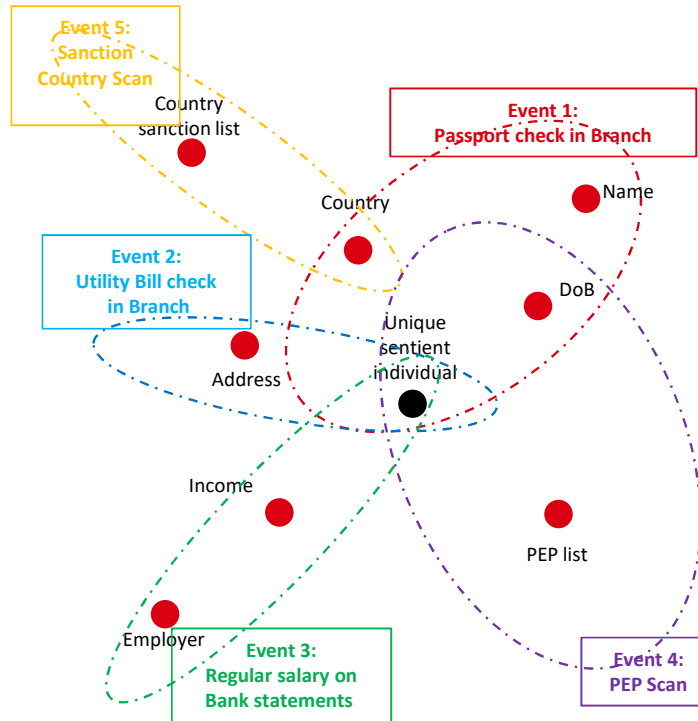 Event 5:
Sanction
Country Scan
Country
sanction list
Event 1:
Passport check in Branch
Name
Country
Event 2:
Utility Bill check
in Branch
DoB
Unique
sentient
individual
Address
Income
PEP list
Employer
Event 3:
Regular salary on
Bank statements
Event 4:
PEP Scan